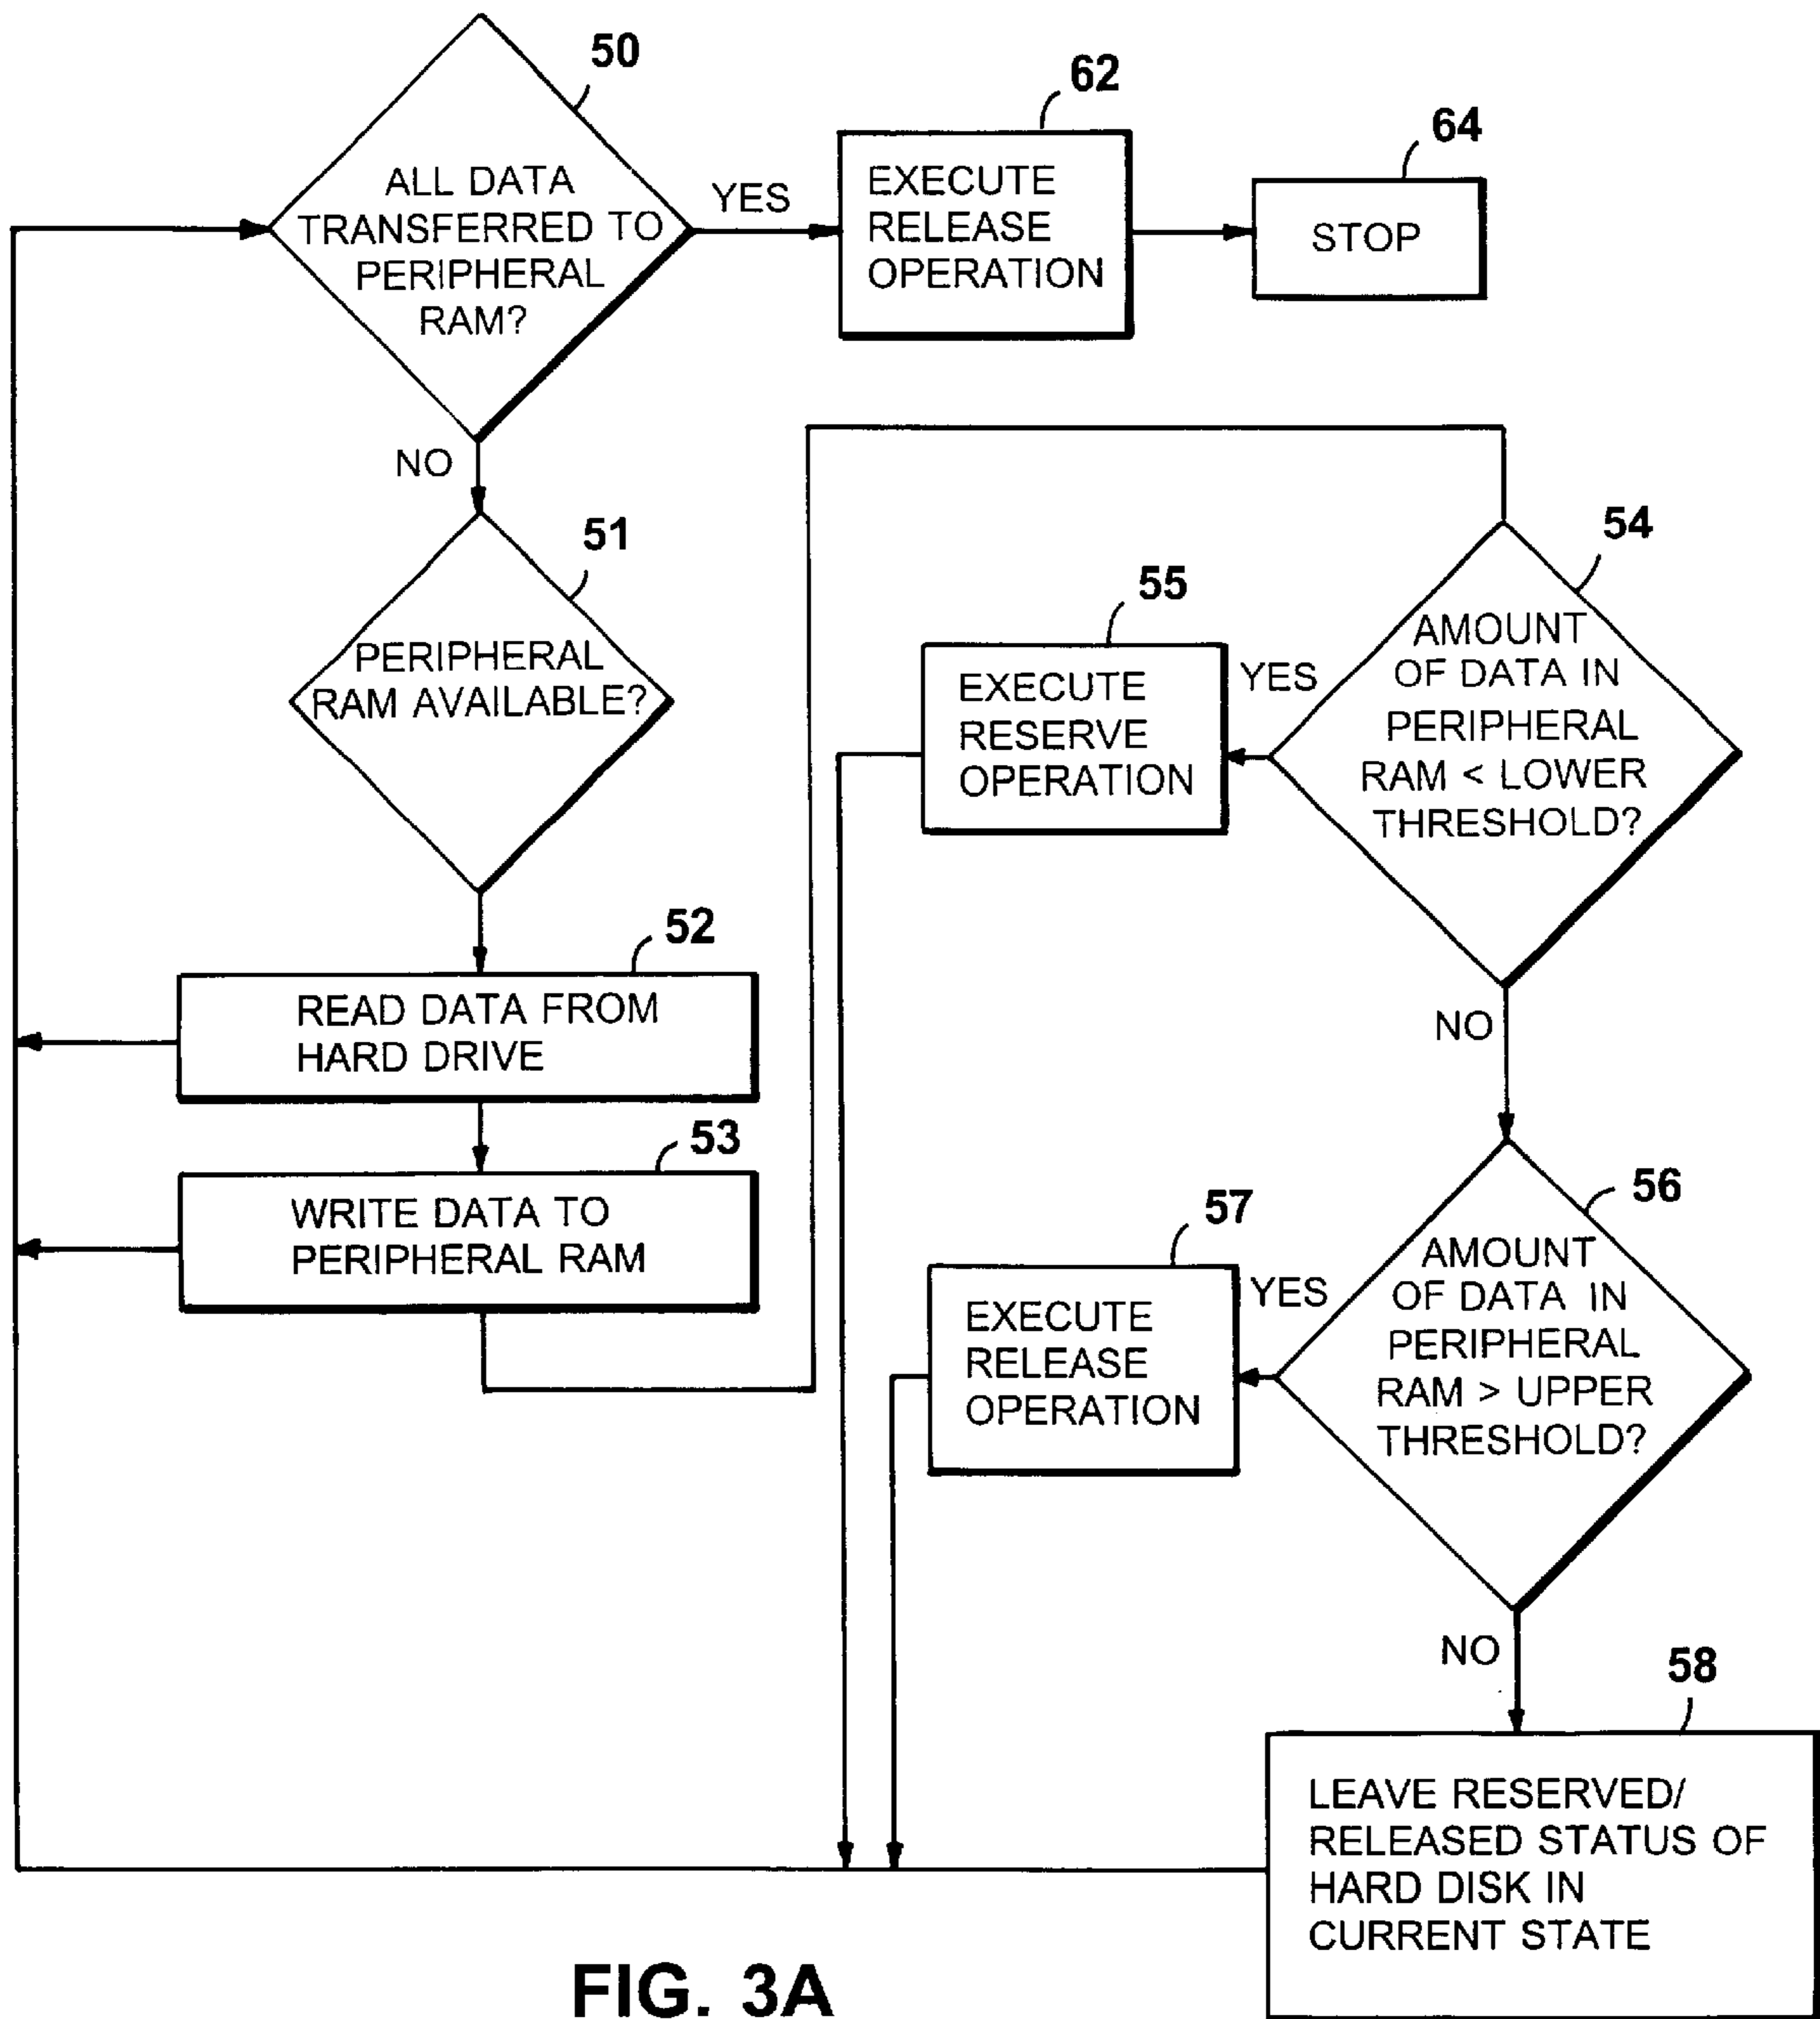 50
ALL DATA
TRANSFERRED TO
PERIPHERAL
RAM?
YES
NO
62
EXECUTE
RELEASE
OPERATION
64
STOP
51
PERIPHERAL
RAM AVAILABLE?
52
READ DATA FROM
HARD DRIVE
53
WRITE DATA TO
PERIPHERAL RAM
54
AMOUNT
OF DATA IN
PERIPHERAL
RAM < LOWER
THRESHOLD?
YES
NO
55
EXECUTE
RESERVE
OPERATION
56
AMOUNT
OF DATA IN
PERIPHERAL
RAM > UPPER
THRESHOLD?
YES
NO
57
EXECUTE
RELEASE
OPERATION
58
LEAVE RESERVED/
RELEASED STATUS OF
HARD DISK IN
CURRENT STATE
FIG. 3A